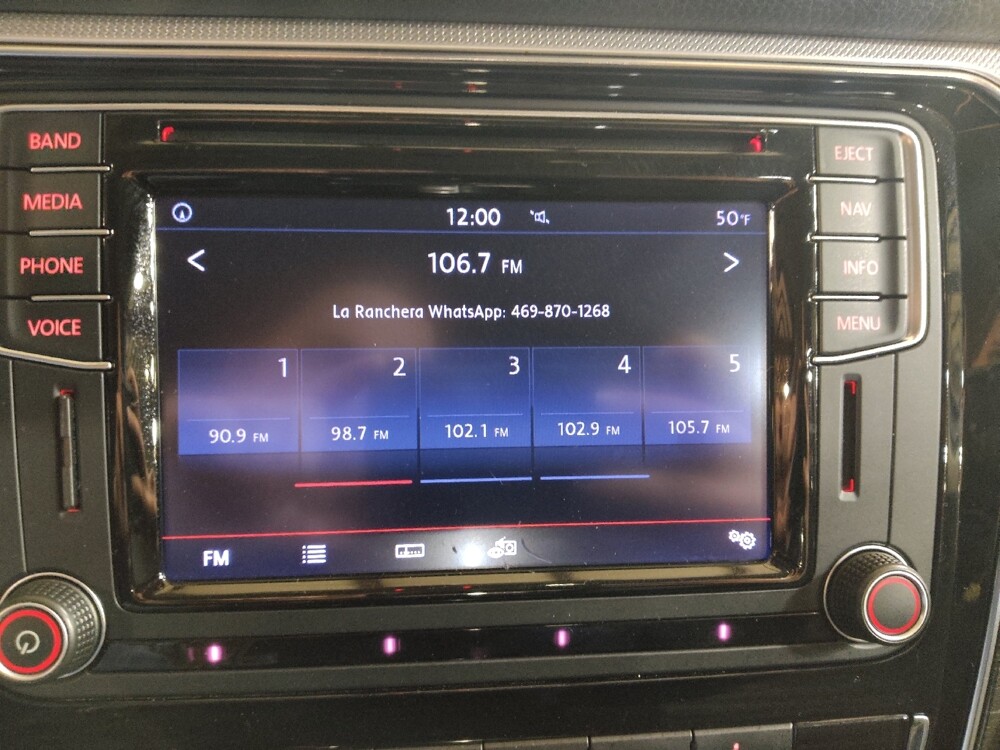 BAND
MEDIA
PHONE
VOICE
EJECT
NAV
INFO
MENU
12:00
50°F
< 106.7 FM >
La Ranchera WhatsApp: 469-870-1268
1 2 3 4 5
90.9 FM 98.7 FM 102.1 FM 102.9 FM 105.7 FM
FM